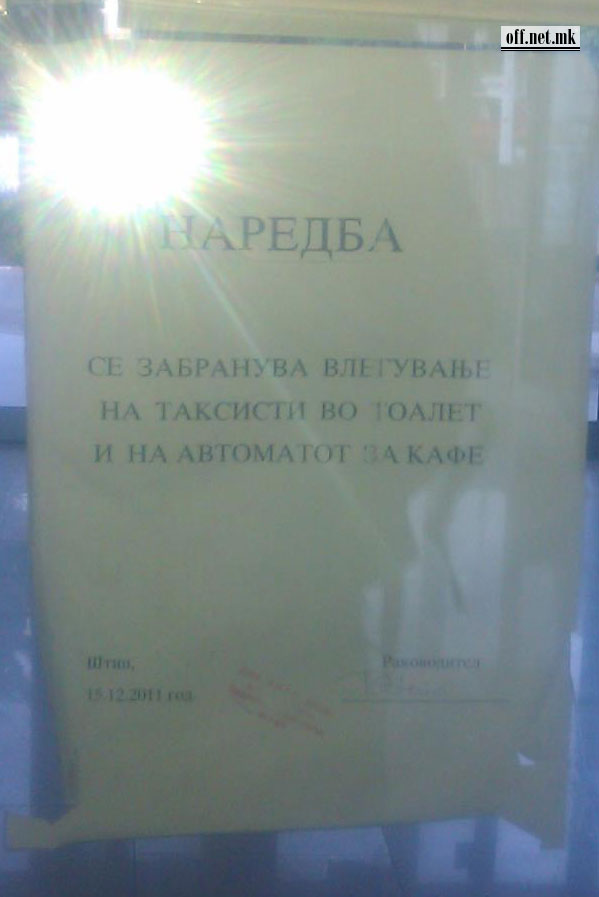 off.net.mk
НАРЕДБА
СЕ ЗАБРАНУВА ВЛЕГУВАЊЕ
НА ТАКСИСТИ ВО ТОАЛЕТ
И НА АВТОМАТОТ ЗА КАФЕ
Штип, Раководител
15.12.2011 год.